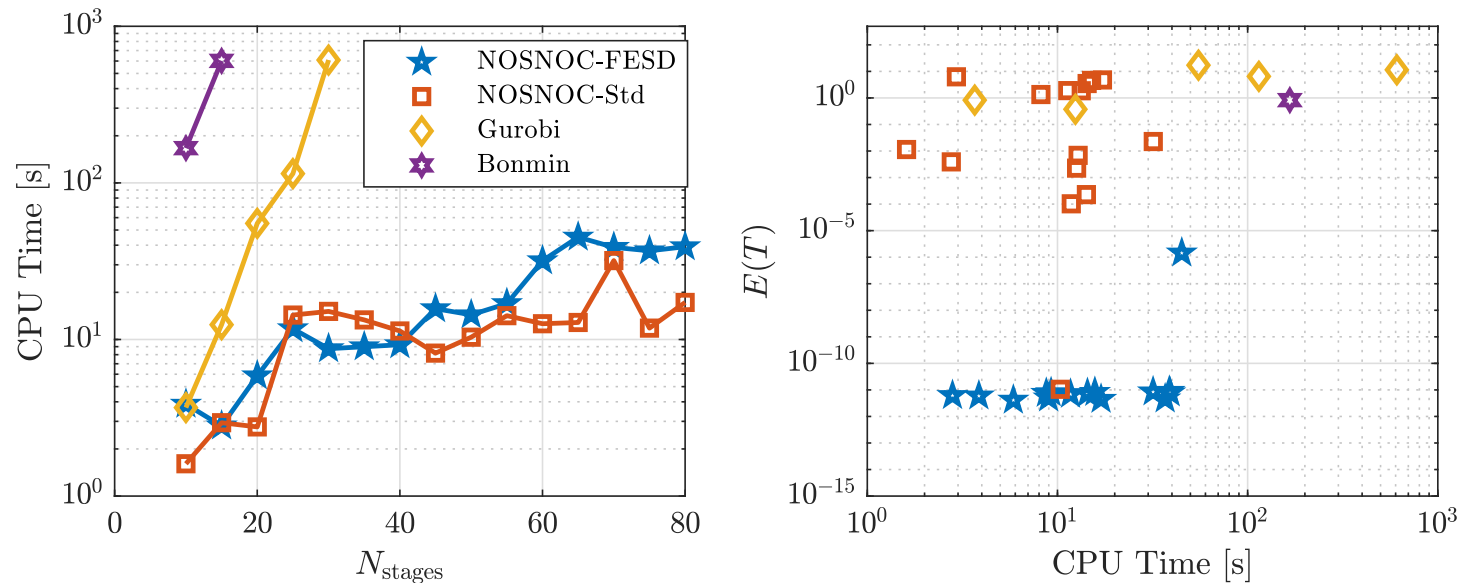 10^3
10^2
10^1
10^0
CPU Time [s]
NOSNOC-FESD
NOSNOC-Std
Gurobi
Bonmin
0
20
40
60
80
N_stages
10^0
10^-5
10^-10
10^-15
E(T)
10^0
10^1
10^2
10^3
CPU Time [s]